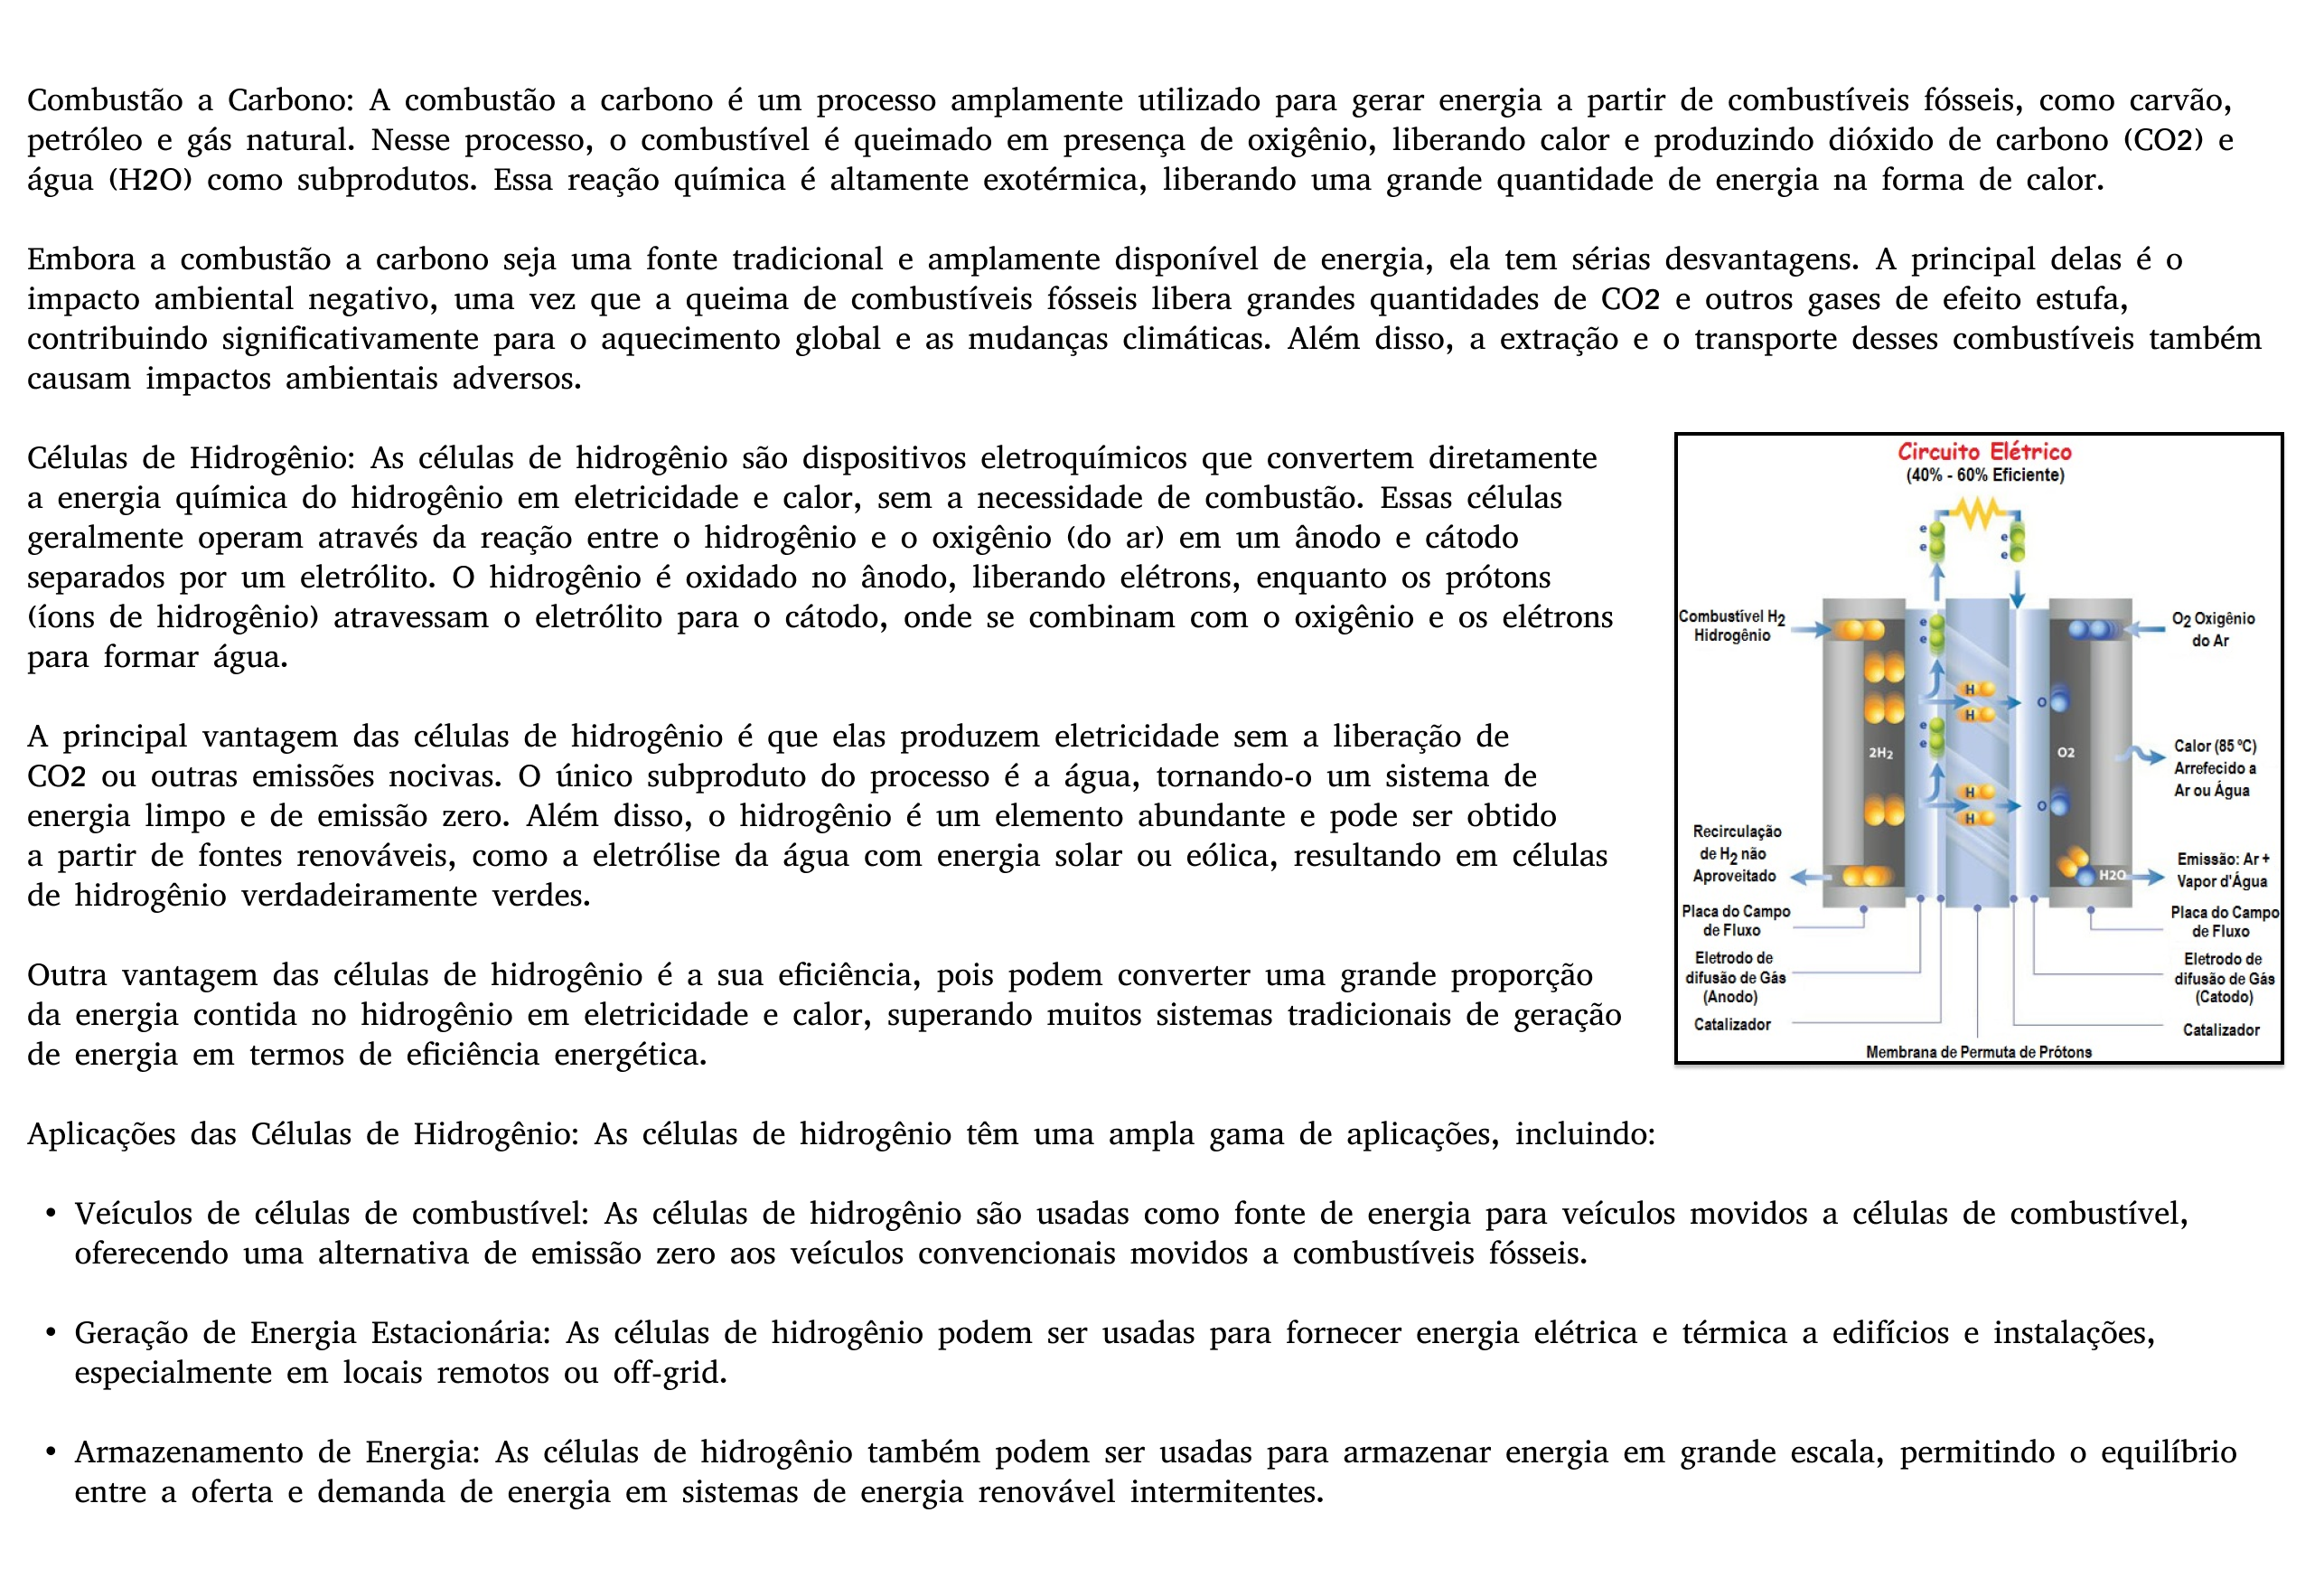 Combustão a Carbono: A combustão a carbono é um processo amplamente utilizado para gerar energia a partir de combustíveis fósseis, como carvão,
petróleo e gás natural. Nesse processo, o combustível é queimado em presença de oxigênio, liberando calor e produzindo dióxido de carbono (CO2) e
água (H2O) como subprodutos. Essa reação química é altamente exotérmica, liberando uma grande quantidade de energia na forma de calor.
Embora a combustão a carbono seja uma fonte tradicional e amplamente disponível de energia, ela tem sérias desvantagens. A principal delas é o
impacto ambiental negativo, uma vez que a queima de combustíveis fósseis libera grandes quantidades de CO2 e outros gases de efeito estufa,
contribuindo significativamente para o aquecimento global e as mudanças climáticas. Além disso, a extração e o transporte desses combustíveis também
causam impactos ambientais adversos.
Células de Hidrogênio: As células de hidrogênio são dispositivos eletroquímicos que convertem diretamente
a energia química do hidrogênio em eletricidade e calor, sem a necessidade de combustão. Essas células
geralmente operam através da reação entre o hidrogênio e o oxigênio (do ar) em um ânodo e cátodo
separados por um eletrólito. O hidrogênio é oxidado no ânodo, liberando elétrons, enquanto os prótons
(íons de hidrogênio) atravessam o eletrólito para o cátodo, onde se combinam com o oxigênio e os elétrons
para formar água.
A principal vantagem das células de hidrogênio é que elas produzem eletricidade sem a liberação de
CO2 ou outras emissões nocivas. O único subproduto do processo é a água, tornando-o um sistema de
energia limpo e de emissão zero. Além disso, o hidrogênio é um elemento abundante e pode ser obtido
a partir de fontes renováveis, como a eletrólise da água com energia solar ou eólica, resultando em células
de hidrogênio verdadeiramente verdes.
Outra vantagem das células de hidrogênio é a sua eficiência, pois podem converter uma grande proporção
da energia contida no hidrogênio em eletricidade e calor, superando muitos sistemas tradicionais de geração
de energia em termos de eficiência energética.
Circuito Elétrico
(40% - 60% Eficiente)
e
e
e
e
Combustível H2
Hidrogênio
e
e
O2 Oxigênio
do Ar
H
H
O
e
e
2H2
O2
Calor (85 ºC)
Arrefecido a
Ar ou Água
H
H
O
Recirculação
de H2 não
Aproveitado
H2O
Emissão: Ar +
Vapor d'Água
Placa do Campo
de Fluxo
Placa do Campo
de Fluxo
Eletrodo de
difusão de Gás
(Anodo)
Eletrodo de
difusão de Gás
(Catodo)
Catalizador
Catalizador
Membrana de Permuta de Prótons
Aplicações das Células de Hidrogênio: As células de hidrogênio têm uma ampla gama de aplicações, incluindo:
• Veículos de células de combustível: As células de hidrogênio são usadas como fonte de energia para veículos movidos a células de combustível,
oferecendo uma alternativa de emissão zero aos veículos convencionais movidos a combustíveis fósseis.
• Geração de Energia Estacionária: As células de hidrogênio podem ser usadas para fornecer energia elétrica e térmica a edifícios e instalações,
especialmente em locais remotos ou off-grid.
• Armazenamento de Energia: As células de hidrogênio também podem ser usadas para armazenar energia em grande escala, permitindo o equilíbrio
entre a oferta e demanda de energia em sistemas de energia renovável intermitentes.